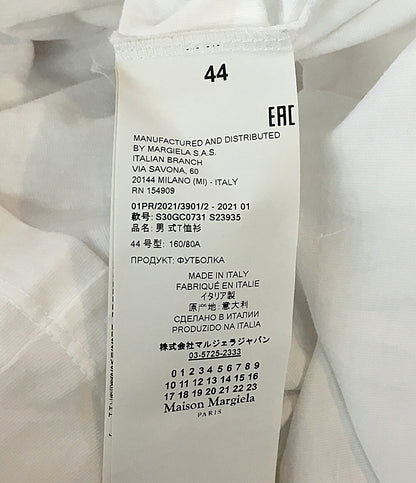 44
EAC
MANUFACTURED AND DISTRIBUTED
BY MARGIELA S.A.S.
ITALIAN BRANCH
VIA SAVONA, 60
20144 MILANO (MI) - ITALY
RN 154909
01PR/2021/3901/2 - 2021 01
款号: S30GC0731 S23935
品名: 男 式T恤衫
44 号型: 160/80A
ПРОДУКТ: ФУТБОЛКА
MADE IN ITALY
FABRIQUÉ EN ITALIE
イタリア製
原产地: 意大利
СДЕЛАНО В ИТАЛИИ
PRODUZIDO NA ITALIA
株式会社マルジェラジャパン
03-5725-2333
0 1 2 3 4 5 6 7 8 9
10 11 12 13 14 15 16
17 18 19 20 21 22 23
Maison Margiela
PARIS